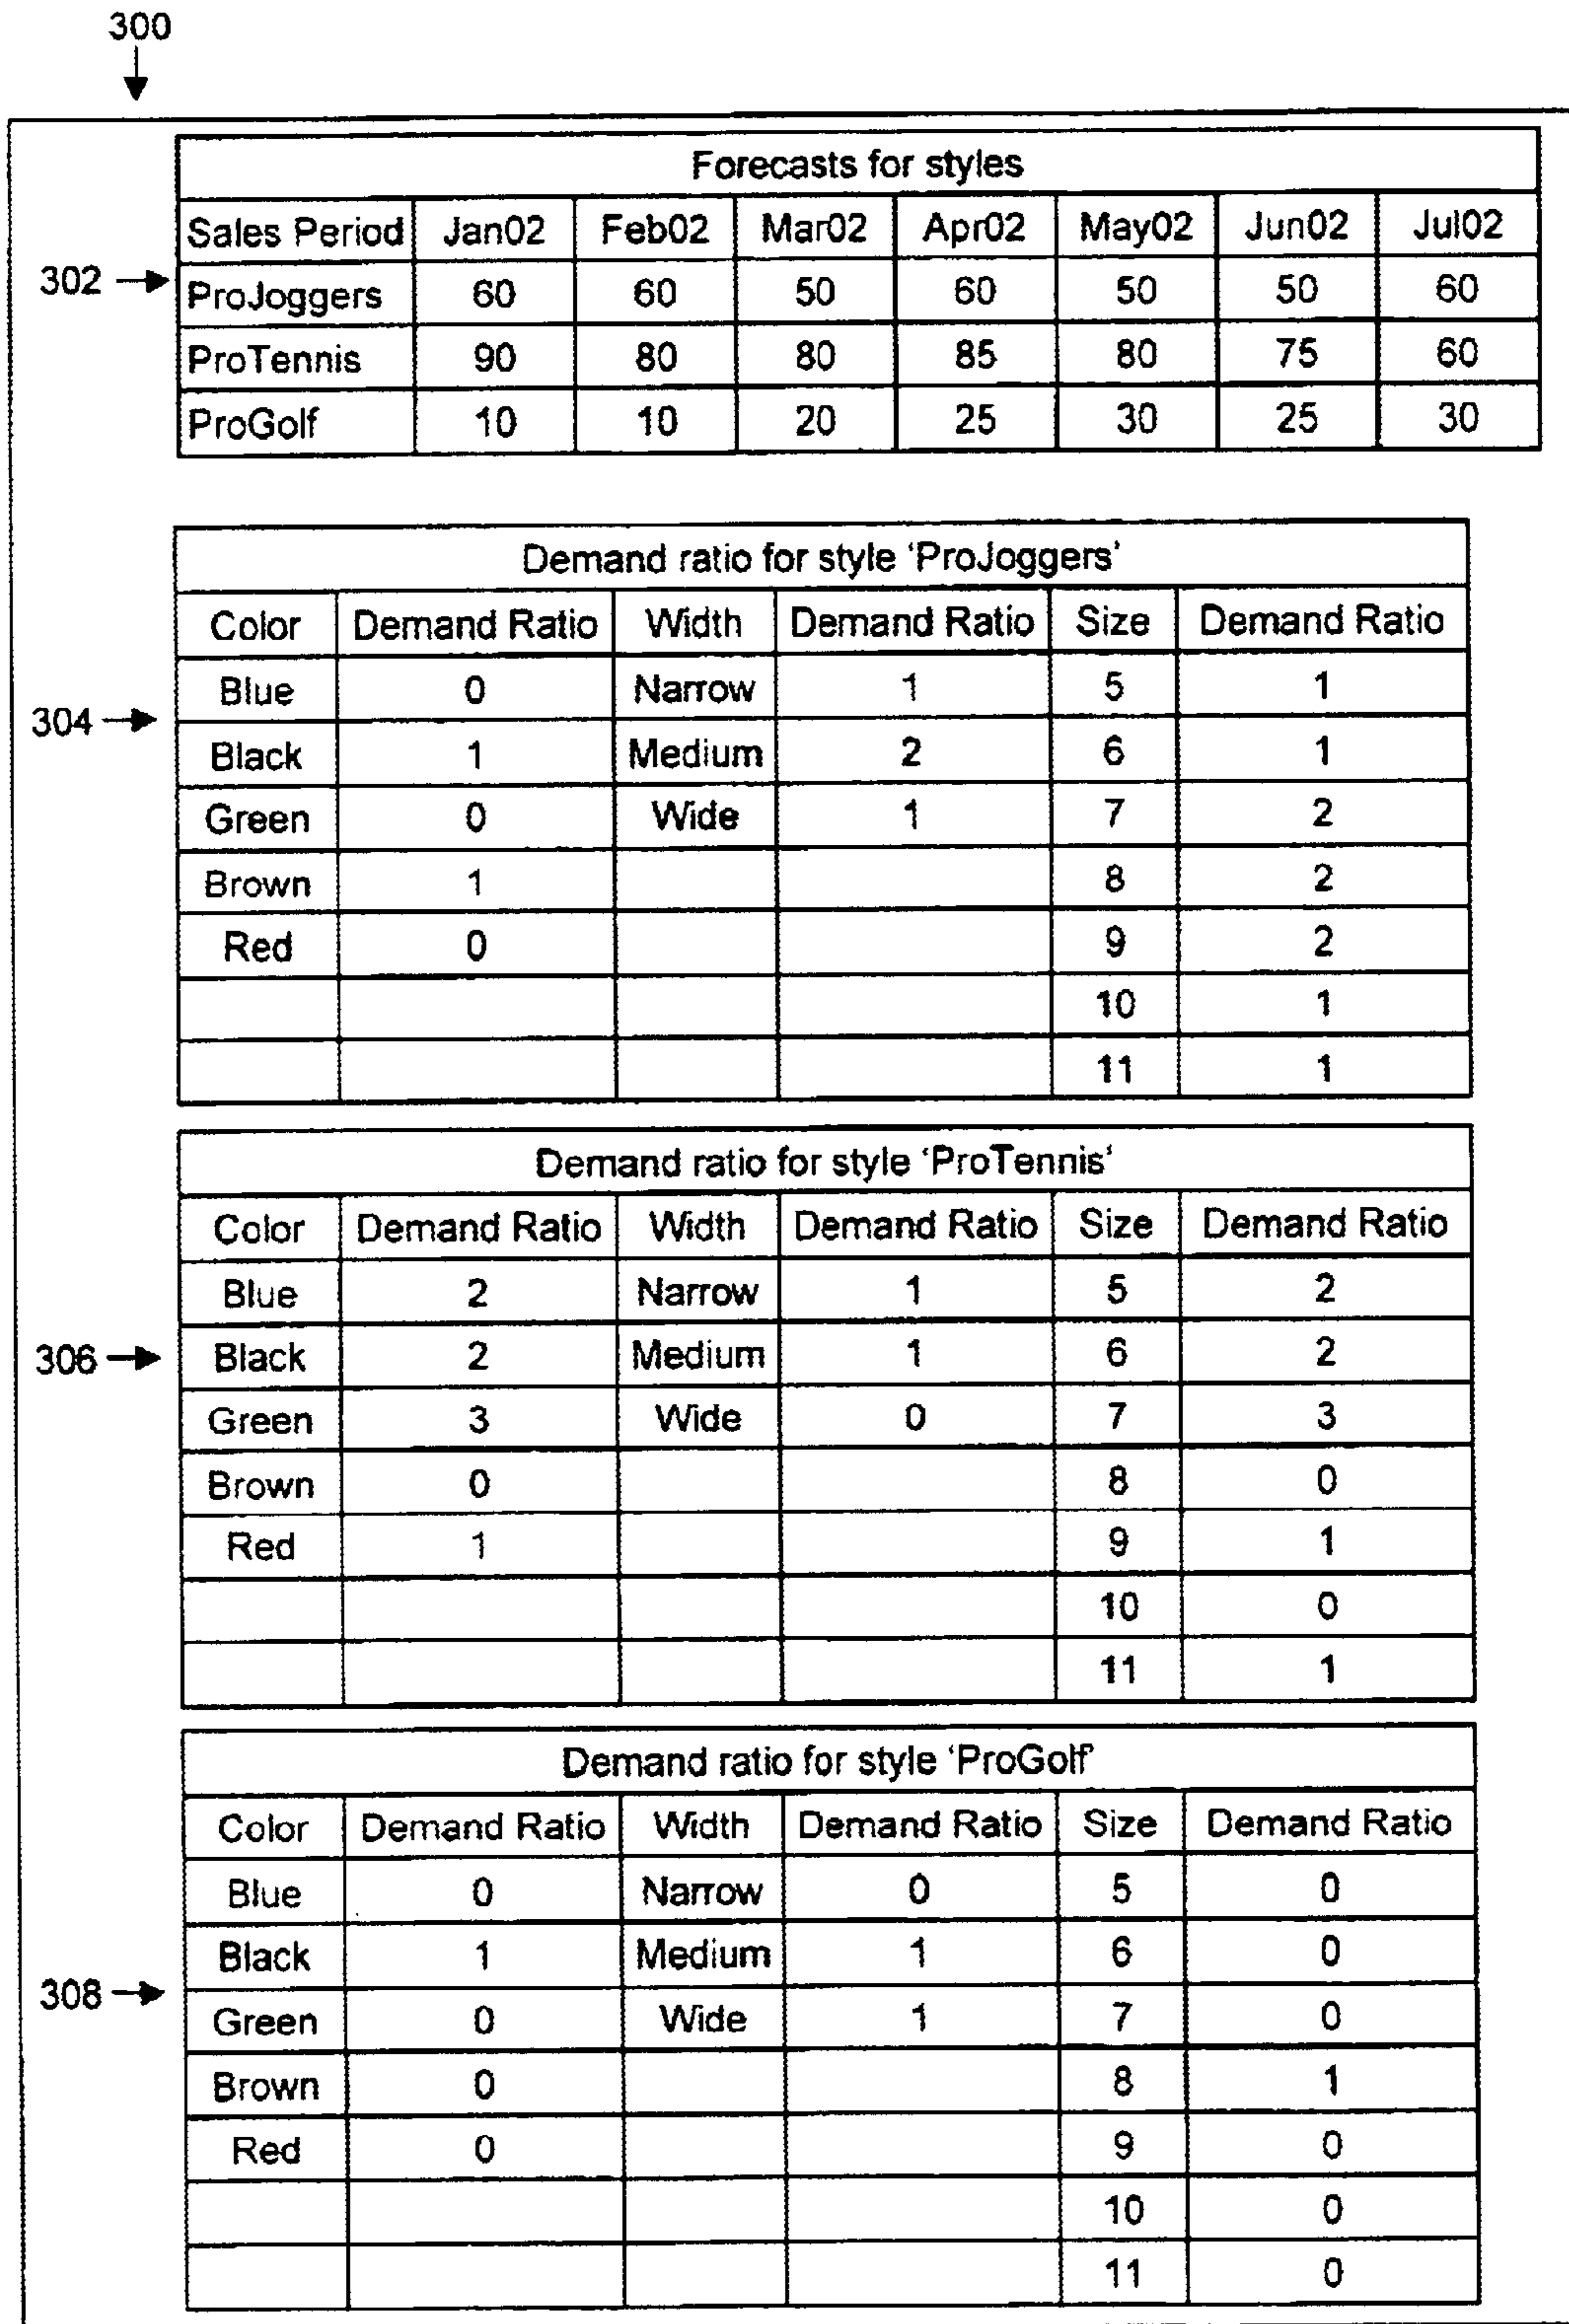 300
Forecasts for styles
Sales Period Jan02 Feb02 Mar02 Apr02 May02 Jun02 Jul02
302 ProJoggers 60 60 50 60 50 50 60
ProTennis 90 80 80 85 80 75 60
ProGolf 10 10 20 25 30 25 30
Demand ratio for style ‘ProJoggers’
Color Demand Ratio Width Demand Ratio Size Demand Ratio
Blue 0 Narrow 1 5 1
304
Black 1 Medium 2 6 1
Green 0 Wide 1 7 2
Brown 1 8 2
Red 0 9 2
10 1
11 1
Demand ratio for style ‘ProTennis‘
Color Demand Ratio Width Demand Ratio Size Demand Ratio
Blue 2 Narrow 1 5 2
306 Black 2 Medium 1 6 2
Green 3 Wide 0 7 3
Brown 0 8 0
Red 1 9 1
10 0
11 1
Demand ratio for style ‘ProGolf’
Color Demand Ratio Width Demand Ratio Size Demand Ratio
Blue 0 Narrow 0 5 0
Black 1 Medium 1 6 0
308
Green 0 Wide 1 7 0
Brown 0 8 1
Red 0 9 0
10 0
11 0